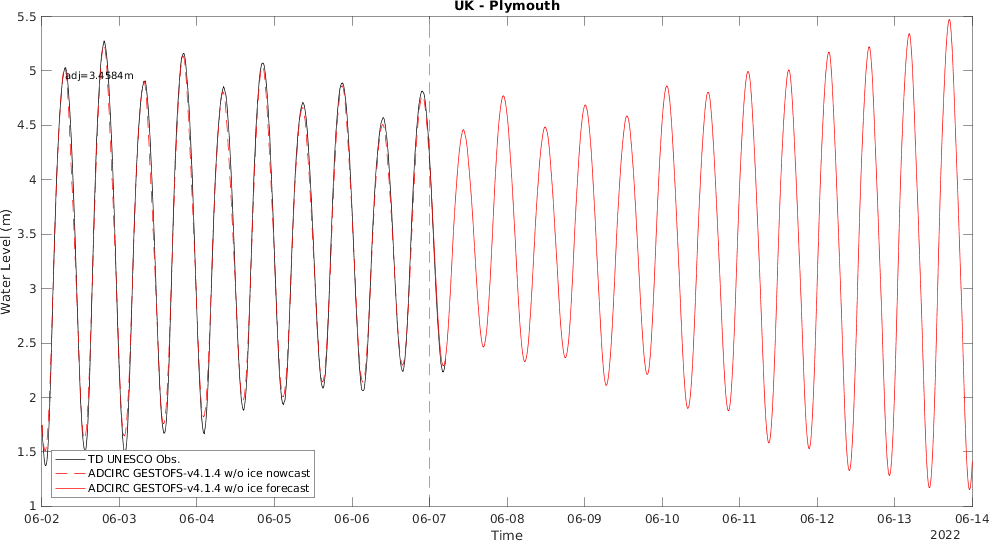 UK - Plymouth
5.5
5
4.5
4
3.5
3
2.5
2
1.5
1
Water Level (m)
adj=3.4584m
TD UNESCO Obs.
ADCIRC GESTOFS-v4.1.4 w/o ice nowcast
ADCIRC GESTOFS-v4.1.4 w/o ice forecast
06-02 06-03 06-04 06-05 06-06 06-07 06-08 06-09 06-10 06-11 06-12 06-13 06-14
Time
2022